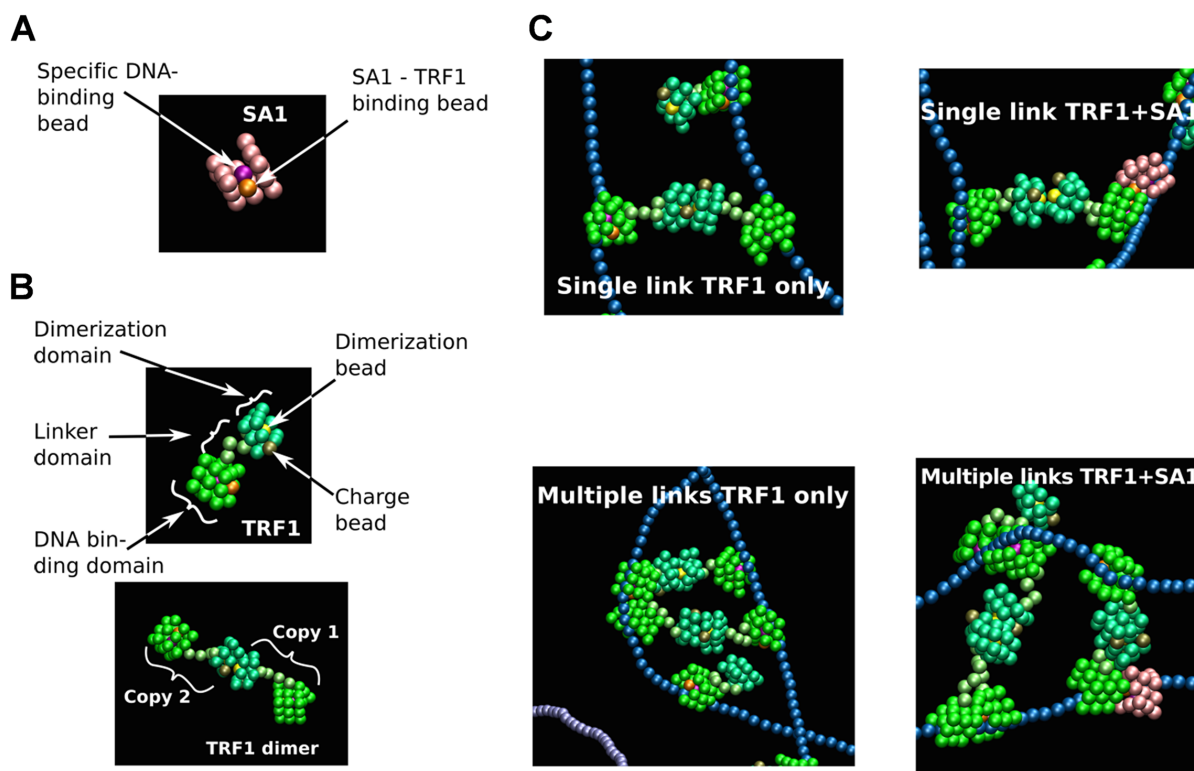 A
Specific DNA-
binding
bead
SA1 - TRF1
binding bead
SA1
B
Dimerization
domain
Dimerization
bead
Linker
domain
Charge
bead
DNA bin-
ding domain
TRF1
Copy 1
Copy 2
TRF1 dimer
C
Single link TRF1 only
Single link TRF1+SA1
Multiple links TRF1 only
Multiple links TRF1+SA1